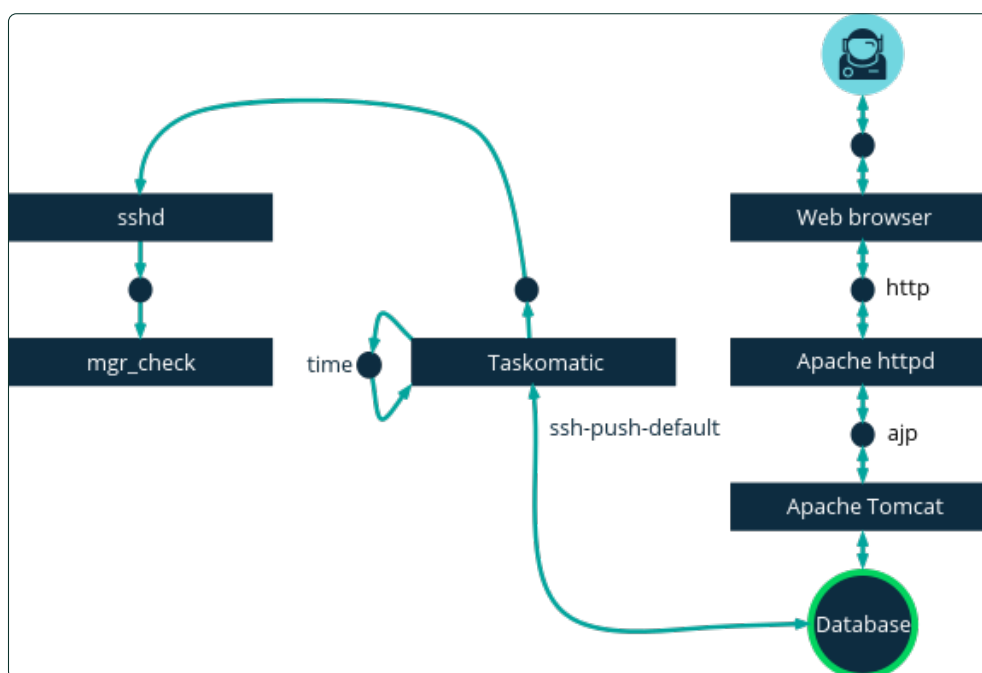 sshd
Web browser
http
mgr_check
time
Taskomatic
Apache httpd
ssh-push-default
ajp
Apache Tomcat
Database